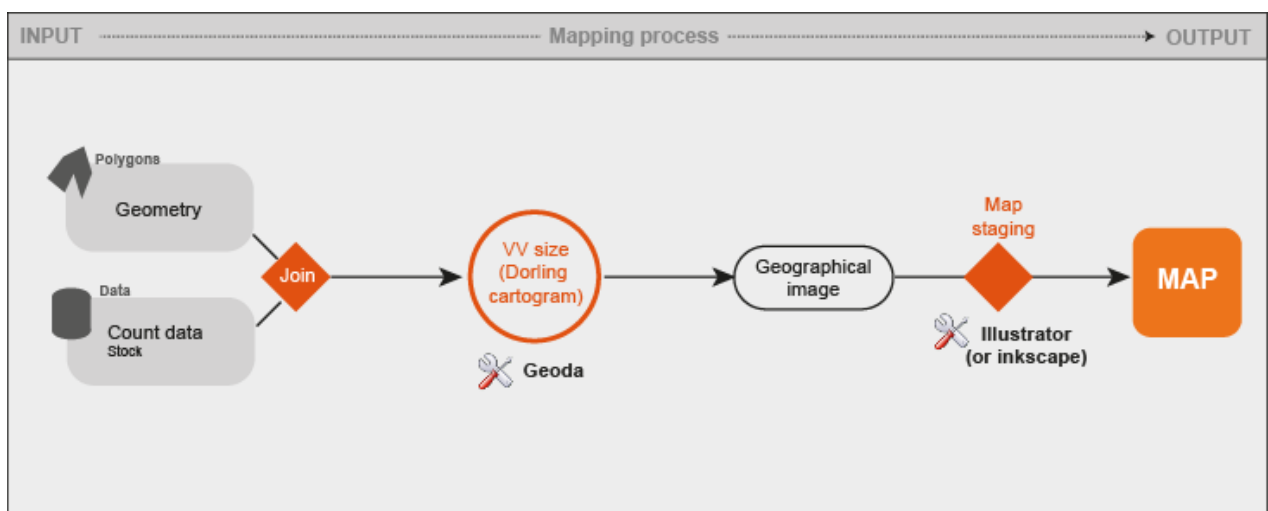 INPUT
Mapping process
OUTPUT
Polygons
Geometry
Data
Count data
Stock
Join
VV size
(Dorling
cartogram)
Geoda
Geographical
image
Map
staging
Illustrator
(or inkscape)
MAP